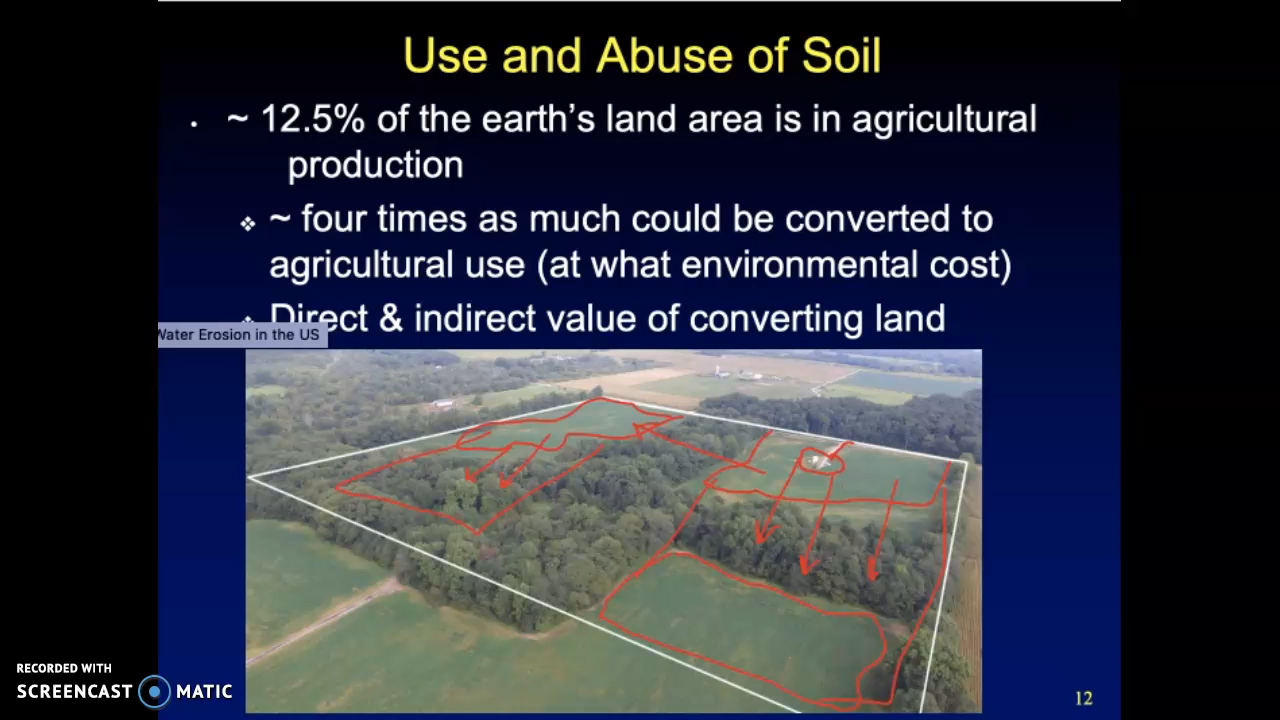 Use and Abuse of Soil
• ~ 12.5% of the earth's land area is in agricultural
production
❖ ~ four times as much could be converted to
agricultural use (at what environmental cost)
❖ Direct & indirect value of converting land
Water Erosion in the US
RECORDED WITH
SCREENCAST MATIC
12